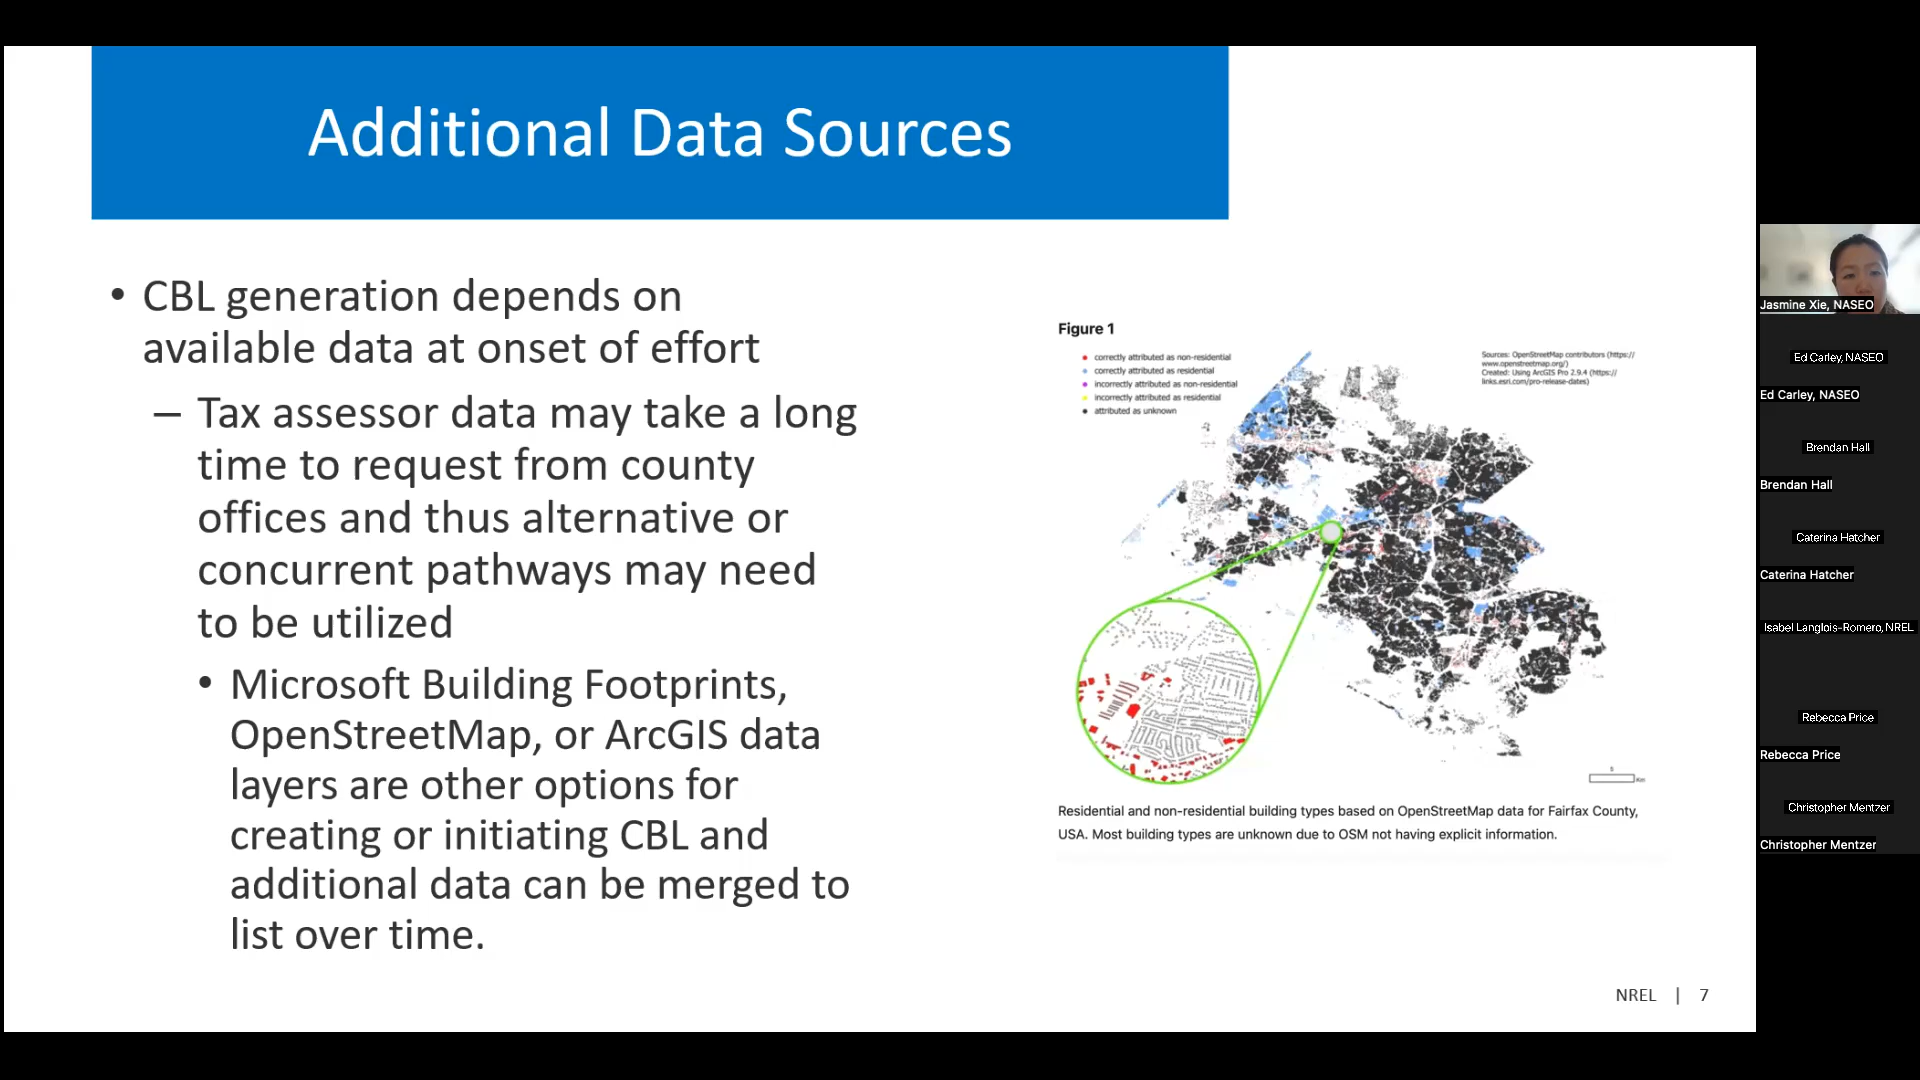 Additional Data Sources
• CBL generation depends on
available data at onset of effort
– Tax assessor data may take a long
time to request from county
offices and thus alternative or
concurrent pathways may need
to be utilized
• Microsoft Building Footprints,
OpenStreetMap, or ArcGIS data
layers are other options for
creating or initiating CBL and
additional data can be merged to
list over time.
Figure 1
correctly attributed as non-residential
correctly attributed as residential
incorrectly attributed as non-residential
incorrectly attributed as residential
attributed as unknown
Sources: OpenStreetMap contributors (https://
www.openstreetmap.org/)
Created: Using ArcGIS Pro 2.9.4 (https://
links.esri.com/pro-release-dates)
Residential and non-residential building types based on OpenStreetMap data for Fairfax County,
USA. Most building types are unknown due to OSM not having explicit information.
NREL | 7
Jasmine Xie, NASEO
Ed Carley, NASEO
Ed Carley, NASEO
Brendan Hall
Brendan Hall
Caterina Hatcher
Caterina Hatcher
Isabel Langlois-Romero, NREL
Rebecca Price
Rebecca Price
Christopher Mentzer
Christopher Mentzer